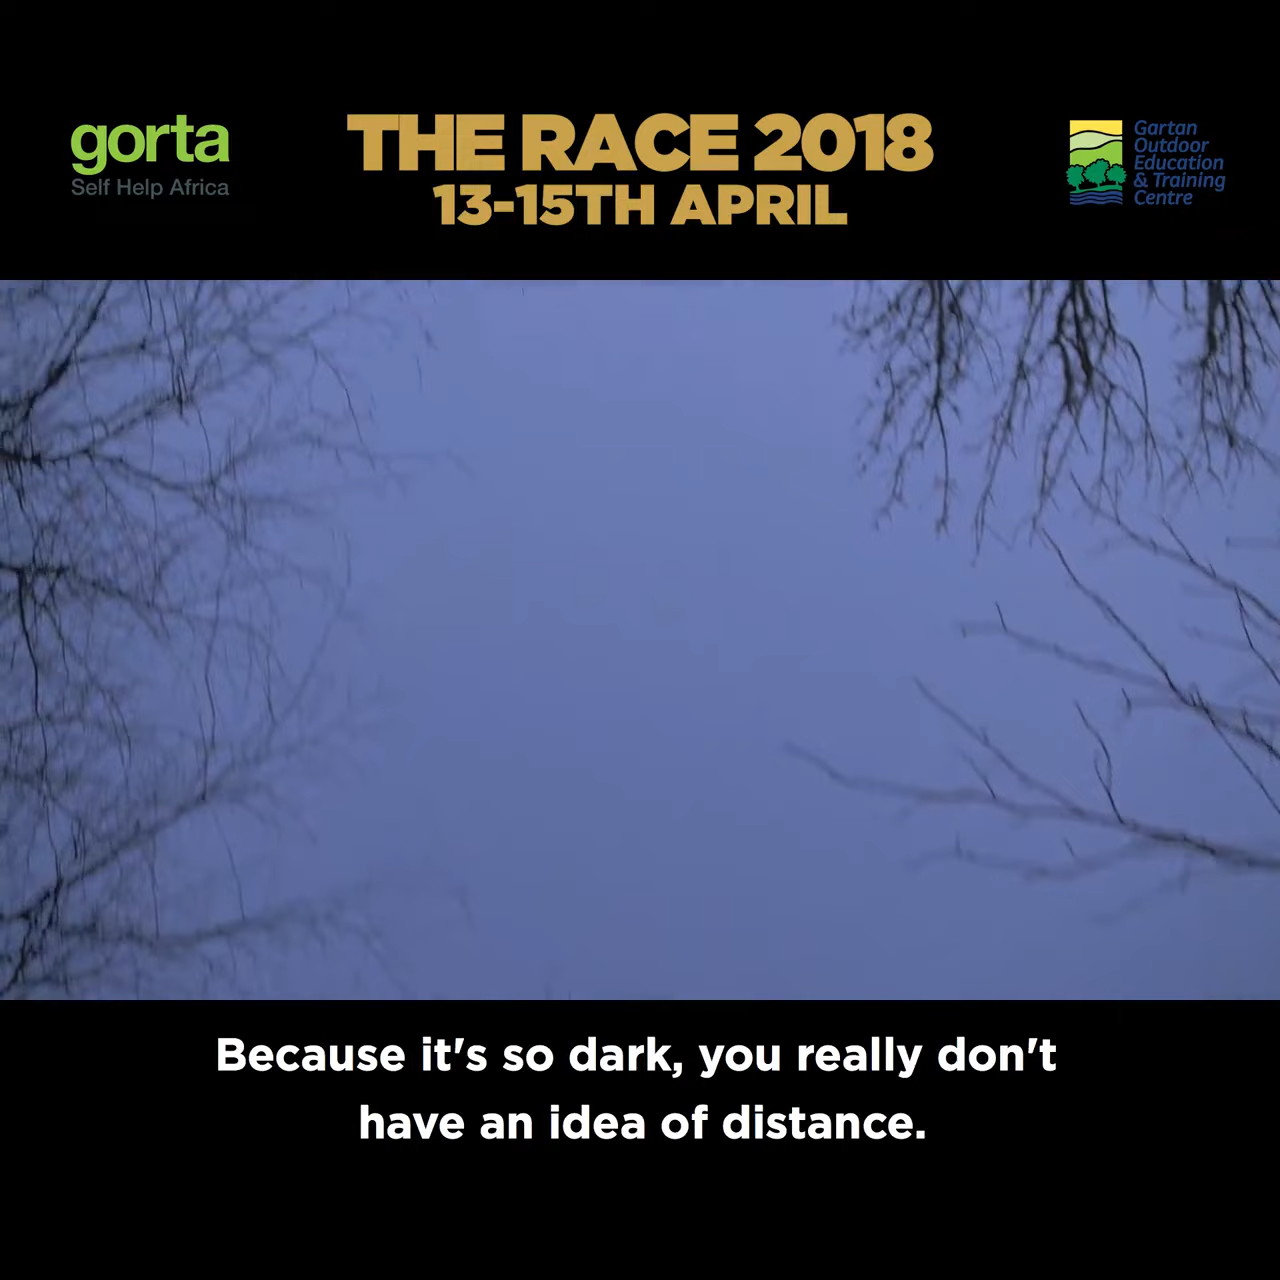 gorta
Self Help Africa
THE RACE 2018
13-15TH APRIL
Gartan
Outdoor
Education
& Training
Centre
Because it's so dark, you really don't
have an idea of distance.